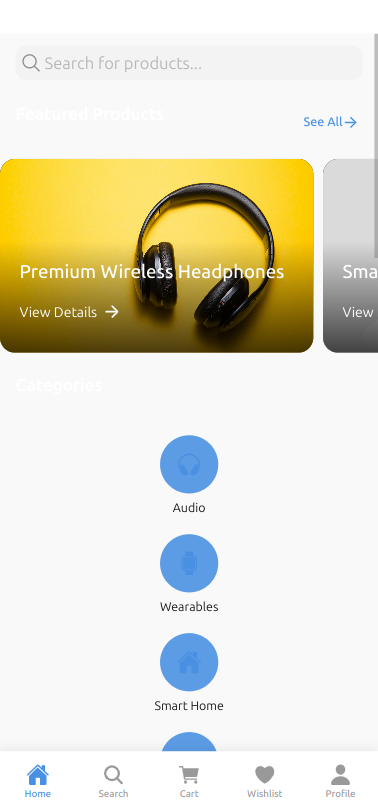 Search for products...
Featured Products
See All
Premium Wireless Headphones
Sma
View Details
View
Categories
Audio
Wearables
Smart Home
Home
Search
Cart
Wishlist
Profile